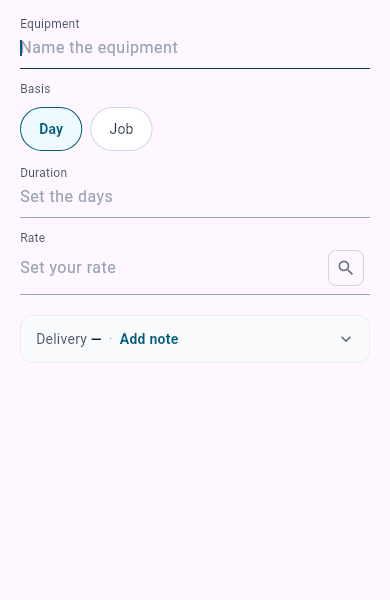 Equipment
Name the equipment
Basis
Day
Job
Duration
Set the days
Rate
Set your rate
Delivery — · Add note